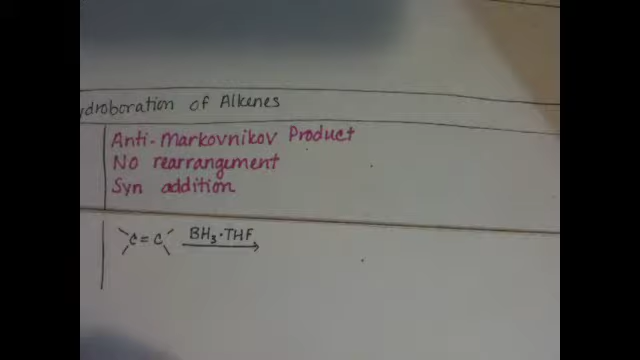 droboration of Alkenes
Anti-Markovnikov Product
No rearrangement
Syn addition
C=C BH₃·THF